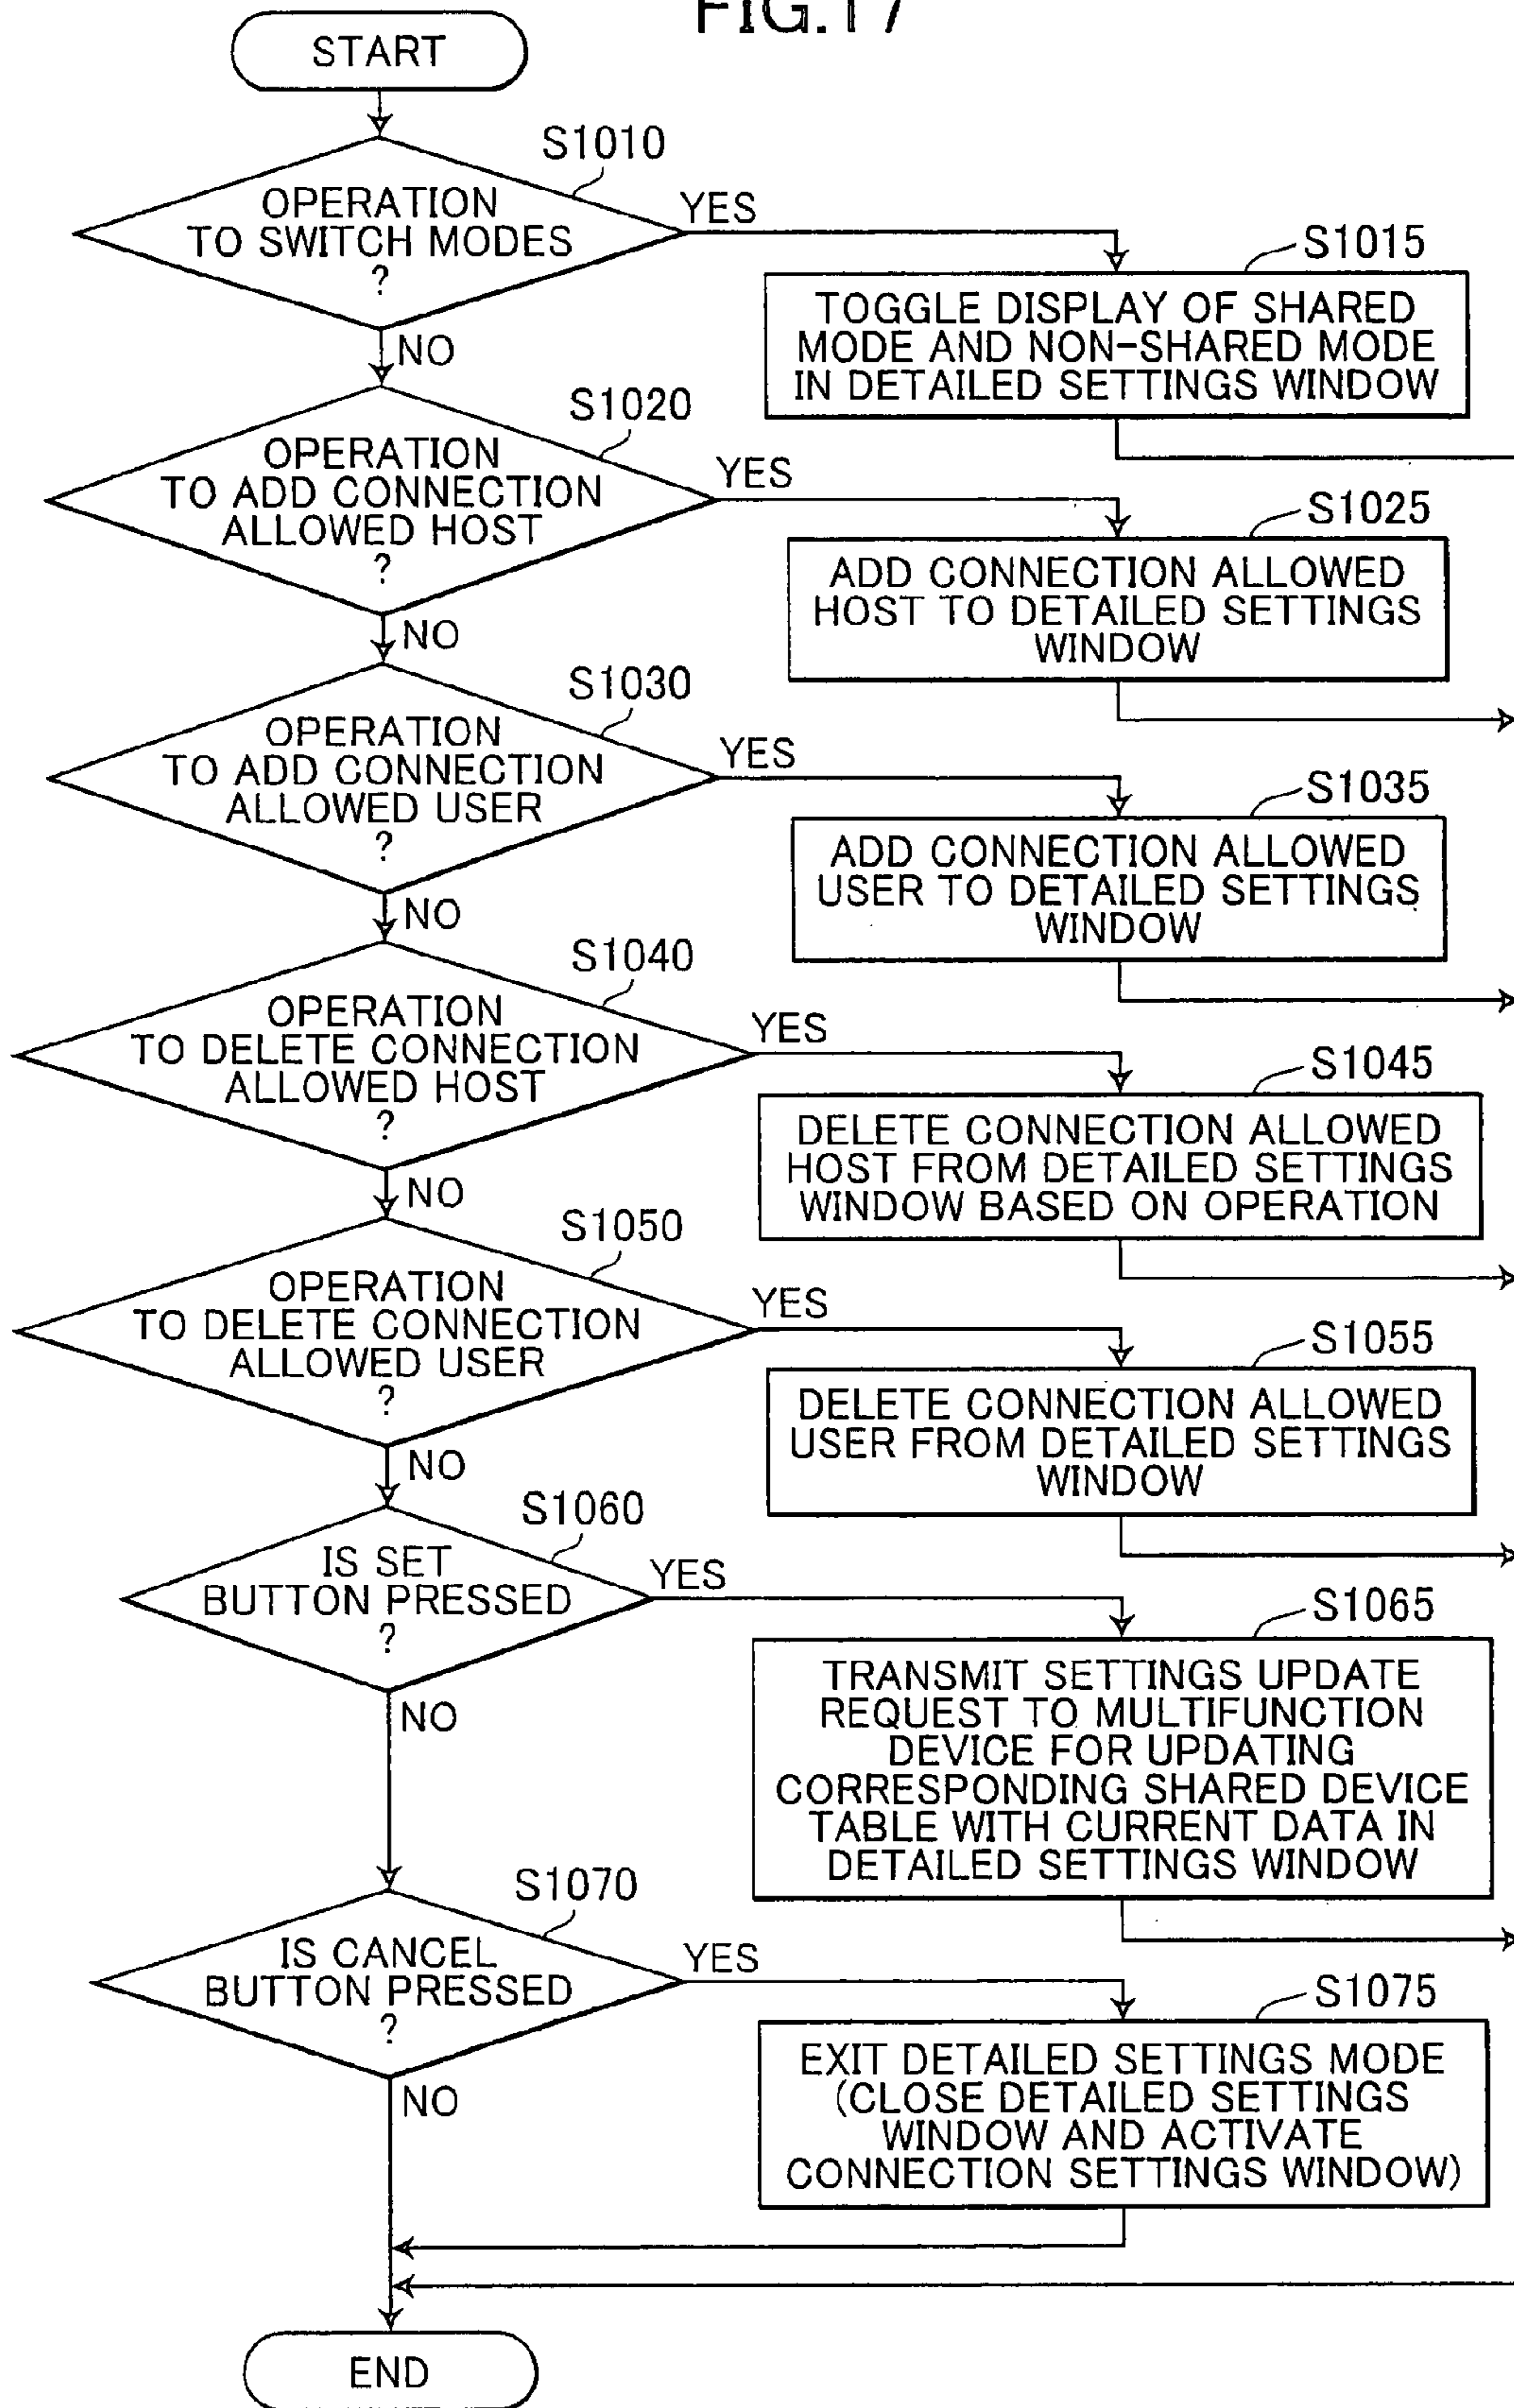 FIG.17
START
S1010
OPERATION
TO SWITCH MODES
?
YES
NO
S1015
TOGGLE DISPLAY OF SHARED
MODE AND NON-SHARED MODE
IN DETAILED SETTINGS WINDOW
S1020
OPERATION
TO ADD CONNECTION
ALLOWED HOST
?
YES
NO
S1025
ADD CONNECTION ALLOWED
HOST TO DETAILED SETTINGS
WINDOW
S1030
OPERATION
TO ADD CONNECTION
ALLOWED USER
?
YES
NO
S1035
ADD CONNECTION ALLOWED
USER TO DETAILED SETTINGS
WINDOW
S1040
OPERATION
TO DELETE CONNECTION
ALLOWED HOST
?
YES
NO
S1045
DELETE CONNECTION ALLOWED
HOST FROM DETAILED SETTINGS
WINDOW BASED ON OPERATION
S1050
OPERATION
TO DELETE CONNECTION
ALLOWED USER
?
YES
NO
S1055
DELETE CONNECTION ALLOWED
USER FROM DETAILED SETTINGS
WINDOW
S1060
IS SET
BUTTON PRESSED
?
YES
NO
S1065
TRANSMIT SETTINGS UPDATE
REQUEST TO MULTIFUNCTION
DEVICE FOR UPDATING
CORRESPONDING SHARED DEVICE
TABLE WITH CURRENT DATA IN
DETAILED SETTINGS WINDOW
S1070
IS CANCEL
BUTTON PRESSED
?
YES
NO
S1075
EXIT DETAILED SETTINGS MODE
(CLOSE DETAILED SETTINGS
WINDOW AND ACTIVATE
CONNECTION SETTINGS WINDOW)
END